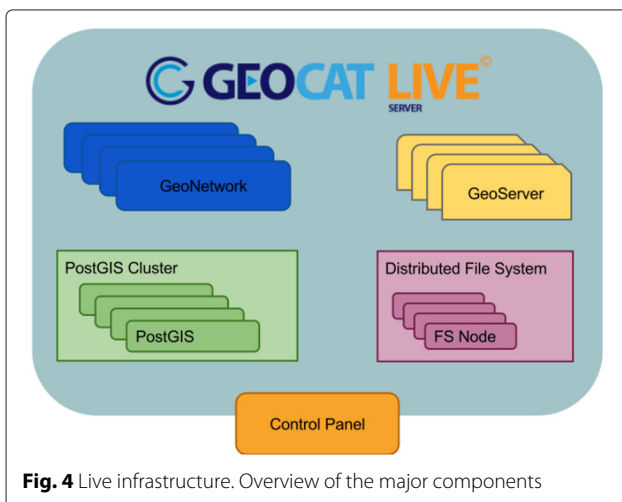 GEOCAT LIVE©
SERVER
GeoNetwork
GeoServer
PostGIS Cluster
PostGIS
Distributed File System
FS Node
Control Panel
Fig. 4 Live infrastructure. Overview of the major components